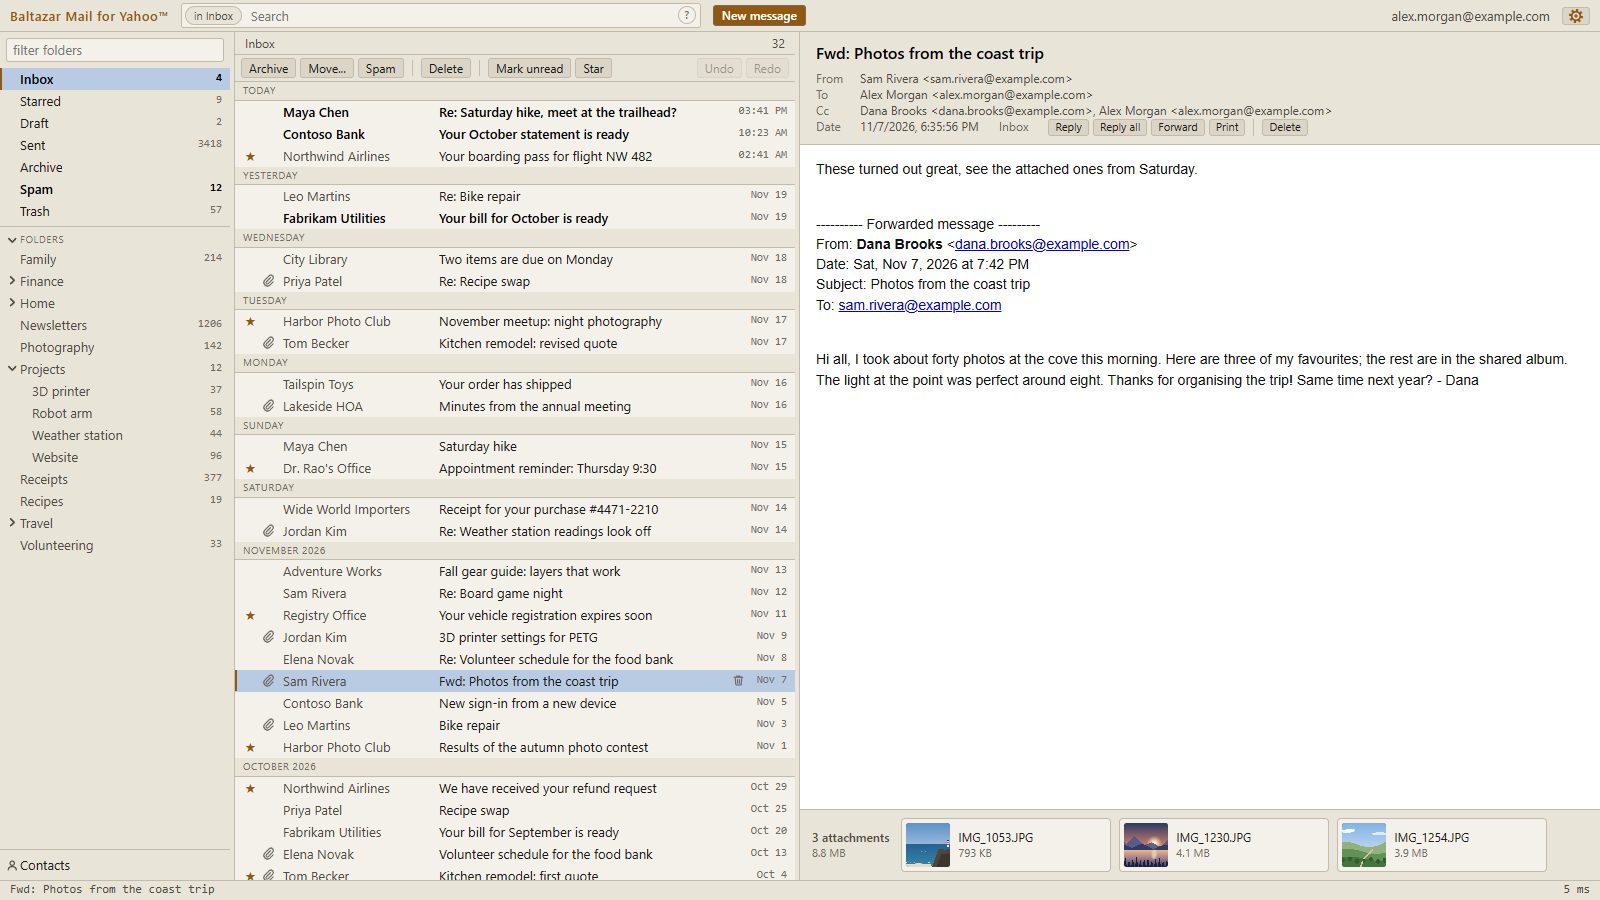 Baltazar Mail for Yahoo™
in Inbox Search ?
New message
alex.morgan@example.com
filter folders
Inbox 4
Starred 9
Draft 2
Sent 3418
Archive
Spam 12
Trash 57
FOLDERS
Family 214
Finance
Home
Newsletters 1206
Photography 142
Projects 12
3D printer 37
Robot arm 58
Weather station 44
Website 96
Receipts 377
Recipes 19
Travel
Volunteering 33
Contacts
Inbox 32
Archive Move... Spam Delete Mark unread Star Undo Redo
TODAY
Maya Chen Re: Saturday hike, meet at the trailhead? 03:41 PM
Contoso Bank Your October statement is ready 10:23 AM
Northwind Airlines Your boarding pass for flight NW 482 02:41 AM
YESTERDAY
Leo Martins Re: Bike repair Nov 19
Fabrikam Utilities Your bill for October is ready Nov 19
WEDNESDAY
City Library Two items are due on Monday Nov 18
Priya Patel Re: Recipe swap Nov 18
TUESDAY
Harbor Photo Club November meetup: night photography Nov 17
Tom Becker Kitchen remodel: revised quote Nov 17
MONDAY
Tailspin Toys Your order has shipped Nov 16
Lakeside HOA Minutes from the annual meeting Nov 16
SUNDAY
Maya Chen Saturday hike Nov 15
Dr. Rao's Office Appointment reminder: Thursday 9:30 Nov 15
SATURDAY
Wide World Importers Receipt for your purchase #4471-2210 Nov 14
Jordan Kim Re: Weather station readings look off Nov 14
NOVEMBER 2026
Adventure Works Fall gear guide: layers that work Nov 13
Sam Rivera Re: Board game night Nov 12
Registry Office Your vehicle registration expires soon Nov 11
Jordan Kim 3D printer settings for PETG Nov 9
Elena Novak Re: Volunteer schedule for the food bank Nov 8
Sam Rivera Fwd: Photos from the coast trip Nov 7
Contoso Bank New sign-in from a new device Nov 5
Leo Martins Bike repair Nov 3
Harbor Photo Club Results of the autumn photo contest Nov 1
OCTOBER 2026
Northwind Airlines We have received your refund request Oct 29
Priya Patel Recipe swap Oct 25
Fabrikam Utilities Your bill for September is ready Oct 20
Elena Novak Volunteer schedule for the food bank Oct 13
Tom Becker Kitchen remodel: first quote Oct 4
Fwd: Photos from the coast trip
From Sam Rivera <sam.rivera@example.com>
To Alex Morgan <alex.morgan@example.com>
Cc Dana Brooks <dana.brooks@example.com>, Alex Morgan <alex.morgan@example.com>
Date 11/7/2026, 6:35:56 PM Inbox Reply Reply all Forward Print Delete
These turned out great, see the attached ones from Saturday.
---------- Forwarded message ---------
From: Dana Brooks <dana.brooks@example.com>
Date: Sat, Nov 7, 2026 at 7:42 PM
Subject: Photos from the coast trip
To: sam.rivera@example.com
Hi all, I took about forty photos at the cove this morning. Here are three of my favourites; the rest are in the shared album.
The light at the point was perfect around eight. Thanks for organising the trip! Same time next year? - Dana
3 attachments
8.8 MB
IMG_1053.JPG
793 KB
IMG_1230.JPG
4.1 MB
IMG_1254.JPG
3.9 MB
Fwd: Photos from the coast trip
5 ms